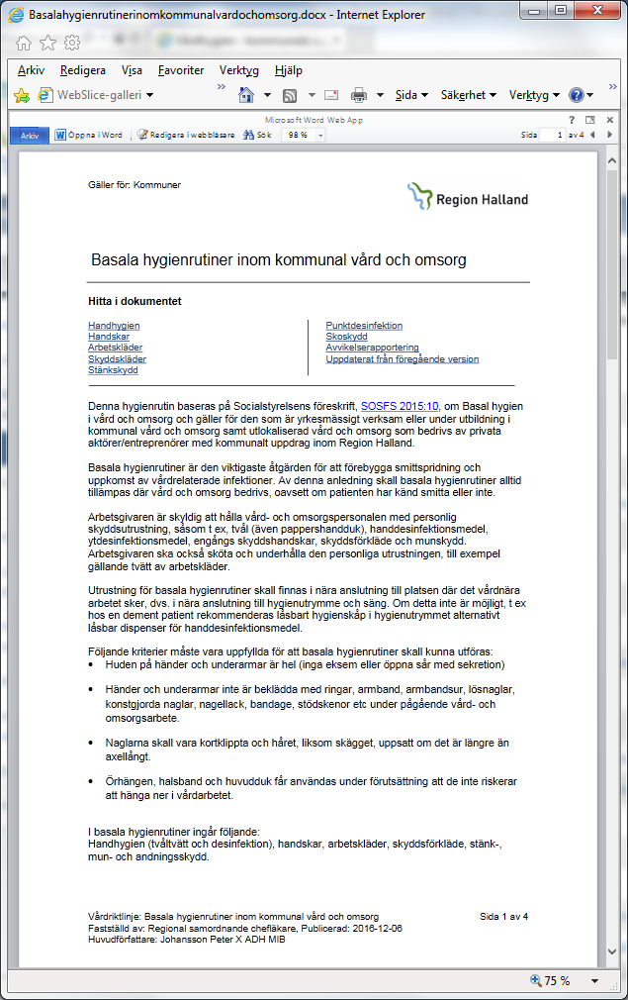 Basalahygienrutinerinomkommunalvardochomsorg.docx - Internet Explorer
Arkiv Redigera Visa Favoriter Verktyg Hjälp
WebSlice-galleri Sida Säkerhet Verktyg
Microsoft Word Web App
Arkiv Öppna i Word Redigera i webbläsare Sök 98 % Sida 1 av 4
Gäller för: Kommuner
Region Halland
Basala hygienrutiner inom kommunal vård och omsorg
Hitta i dokumentet
Handhygien
Handskar
Arbetskläder
Skyddskläder
Stänkskydd
Punktdesinfektion
Skoskydd
Avvikelserapportering
Uppdaterat från föregående version
Denna hygienrutin baseras på Socialstyrelsens föreskrift, SOSFS 2015:10, om Basal hygien
i vård och omsorg och gäller för den som är yrkesmässigt verksam eller under utbildning i
kommunal vård och omsorg samt utlokaliserad vård och omsorg som bedrivs av privata
aktörer/entreprenörer med kommunalt uppdrag inom Region Halland.
Basala hygienrutiner är den viktigaste åtgärden för att förebygga smittspridning och
uppkomst av vårdrelaterade infektioner. Av denna anledning skall basala hygienrutiner alltid
tillämpas där vård och omsorg bedrivs, oavsett om patienten har känd smitta eller inte.
Arbetsgivaren är skyldig att hålla vård- och omsorgspersonalen med personlig
skyddsutrustning, såsom t ex, tvål (även pappershandduk), handdesinfektionsmedel,
ytdesinfektionsmedel, engångs skyddshandskar, skyddsförkläde och munskydd.
Arbetsgivaren ska också sköta och underhålla den personliga utrustningen, till exempel
gällande tvätt av arbetskläder.
Utrustning för basala hygienrutiner skall finnas i nära anslutning till platsen där det vårdnära
arbetet sker, dvs. i nära anslutning till hygienutrymme och säng. Om detta inte är möjligt, t ex
hos en dement patient rekommenderas låsbart hygienskåp i hygienutrymmet alternativt
låsbar dispenser för handdesinfektionsmedel.
Följande kriterier måste vara uppfyllda för att basala hygienrutiner skall kunna utföras:
• Huden på händer och underarmar är hel (inga eksem eller öppna sår med sekretion)
• Händer och underarmar inte är beklädda med ringar, armband, armbandsur, lösnaglar,
konstgjorda naglar, nagellack, bandage, stödskenor etc under pågående vård- och
omsorgsarbete.
• Naglarna skall vara kortklippta och håret, liksom skägget, uppsatt om det är längre än
axellångt.
• Örhängen, halsband och huvudduk får användas under förutsättning att de inte riskerar
att hänga ner i vårdarbetet.
I basala hygienrutiner ingår följande:
Handhygien (tvåltvätt och desinfektion), handskar, arbetskläder, skyddsförkläde, stänk-,
mun- och andningsskydd.
Vårdriktlinje: Basala hygienrutiner inom kommunal vård och omsorg Sida 1 av 4
Fastställd av: Regional samordnande chefläkare, Publicerad: 2016-12-06
Huvudförfattare: Johansson Peter X ADH MIB
75 %